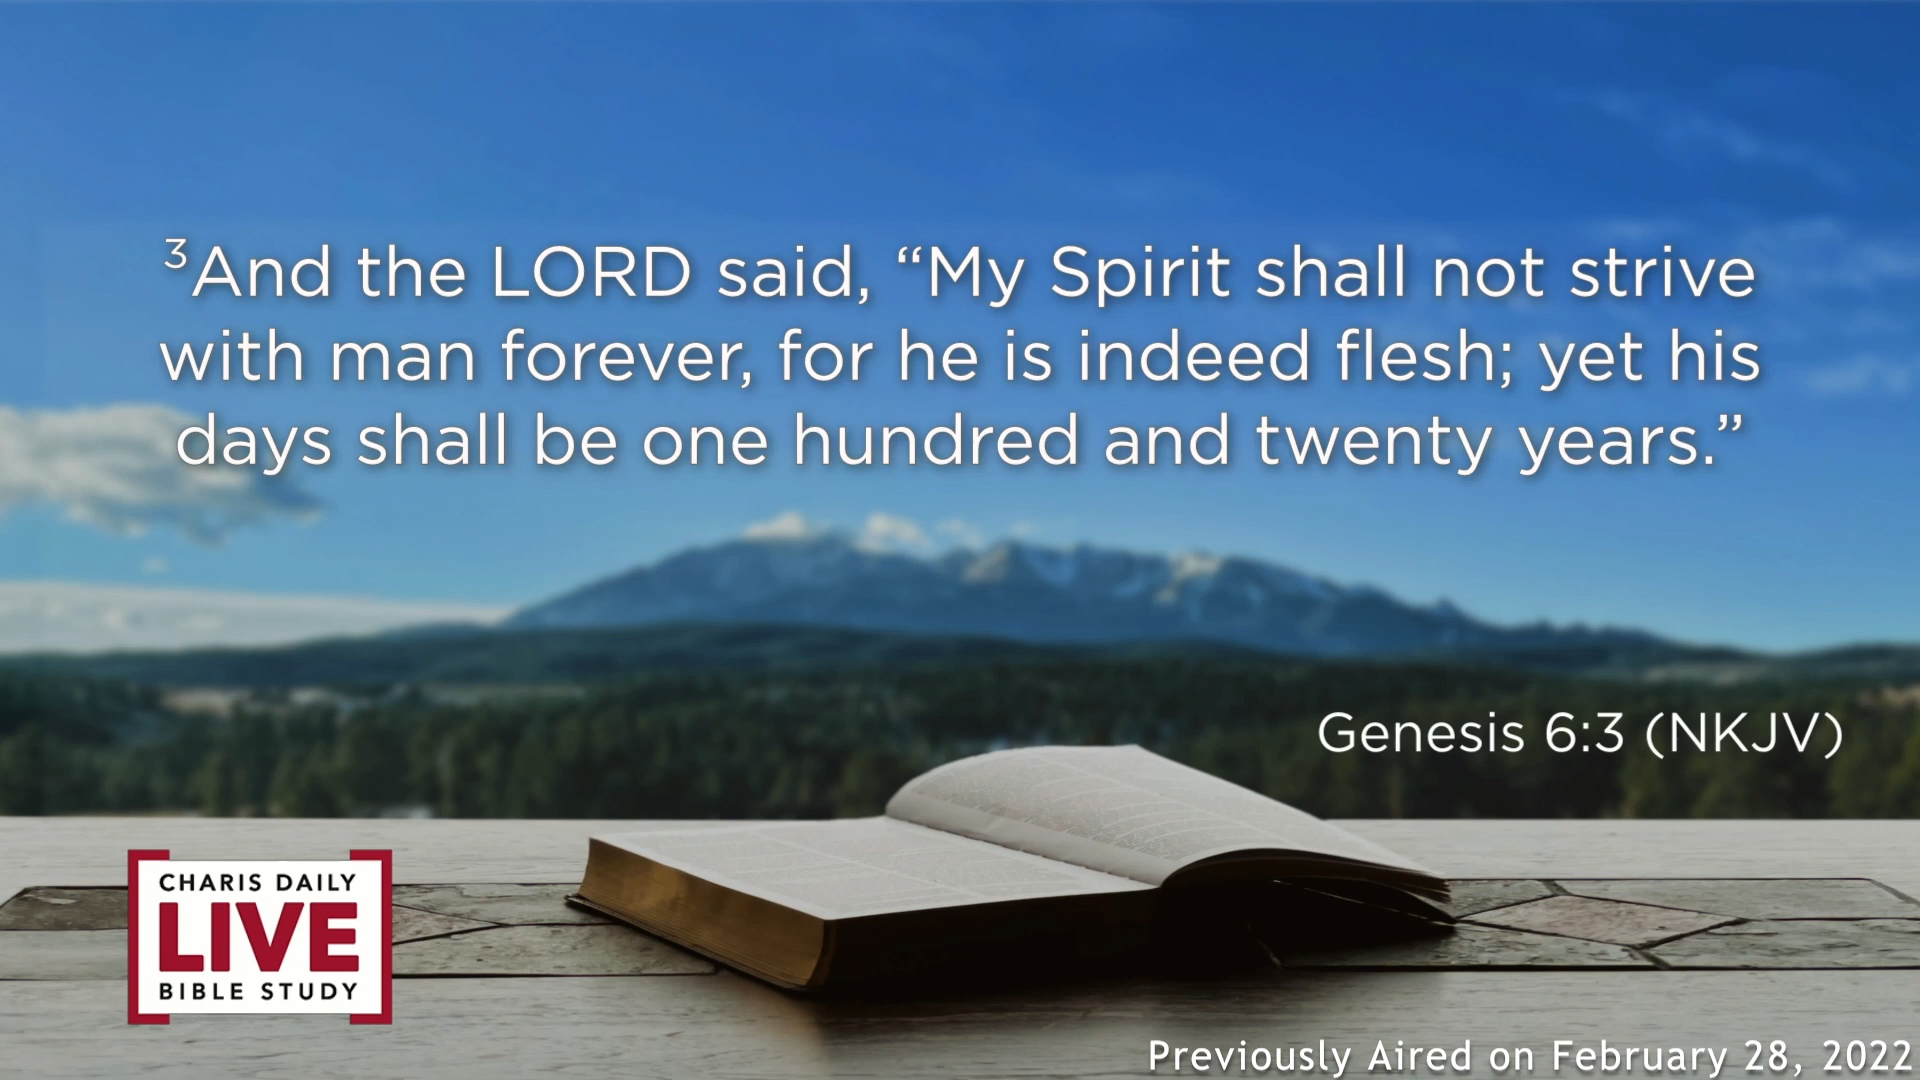 ³And the LORD said, “My Spirit shall not strive
with man forever, for he is indeed flesh; yet his
days shall be one hundred and twenty years.”
Genesis 6:3 (NKJV)
CHARIS DAILY
LIVE
BIBLE STUDY
Previously Aired on February 28, 2022